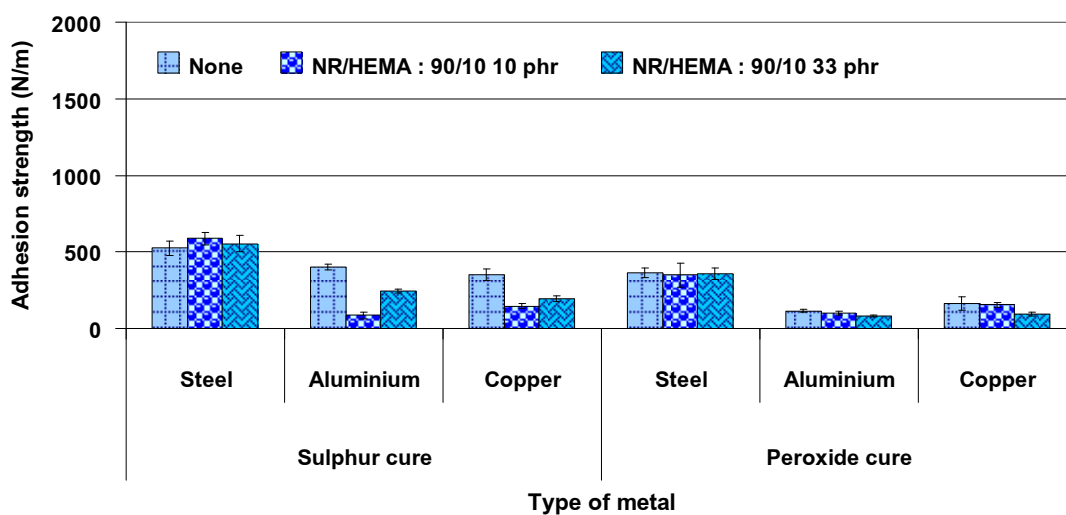 2000
1500
1000
500
0
Adhesion strength (N/m)
None
NR/HEMA : 90/10 10 phr
NR/HEMA : 90/10 33 phr
Steel
Aluminium
Copper
Steel
Aluminium
Copper
Sulphur cure
Peroxide cure
Type of metal